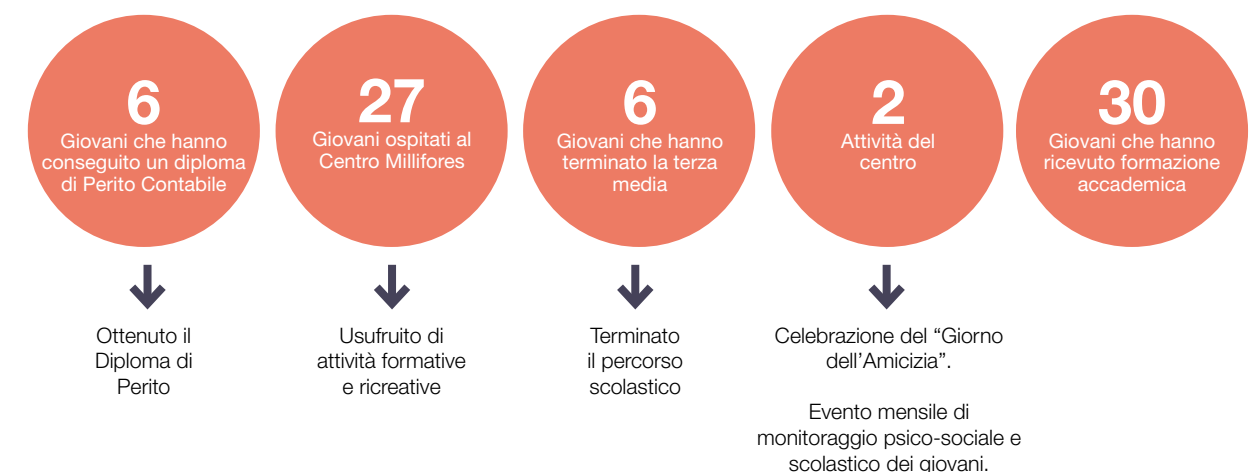 6
Giovani che hanno
conseguito un diploma
di Perito Contabile
27
Giovani ospitati al
Centro Millifores
6
Giovani che hanno
terminato la terza
media
2
Attività del
centro
30
Giovani che hanno
ricevuto formazione
accademica
Ottenuto il
Diploma di
Perito
Usufruito di
attività formative
e ricreative
Terminato
il percorso
scolastico
Celebrazione del “Giorno
dell’Amicizia”.
Evento mensile di
monitoraggio psico-sociale e
scolastico dei giovani.